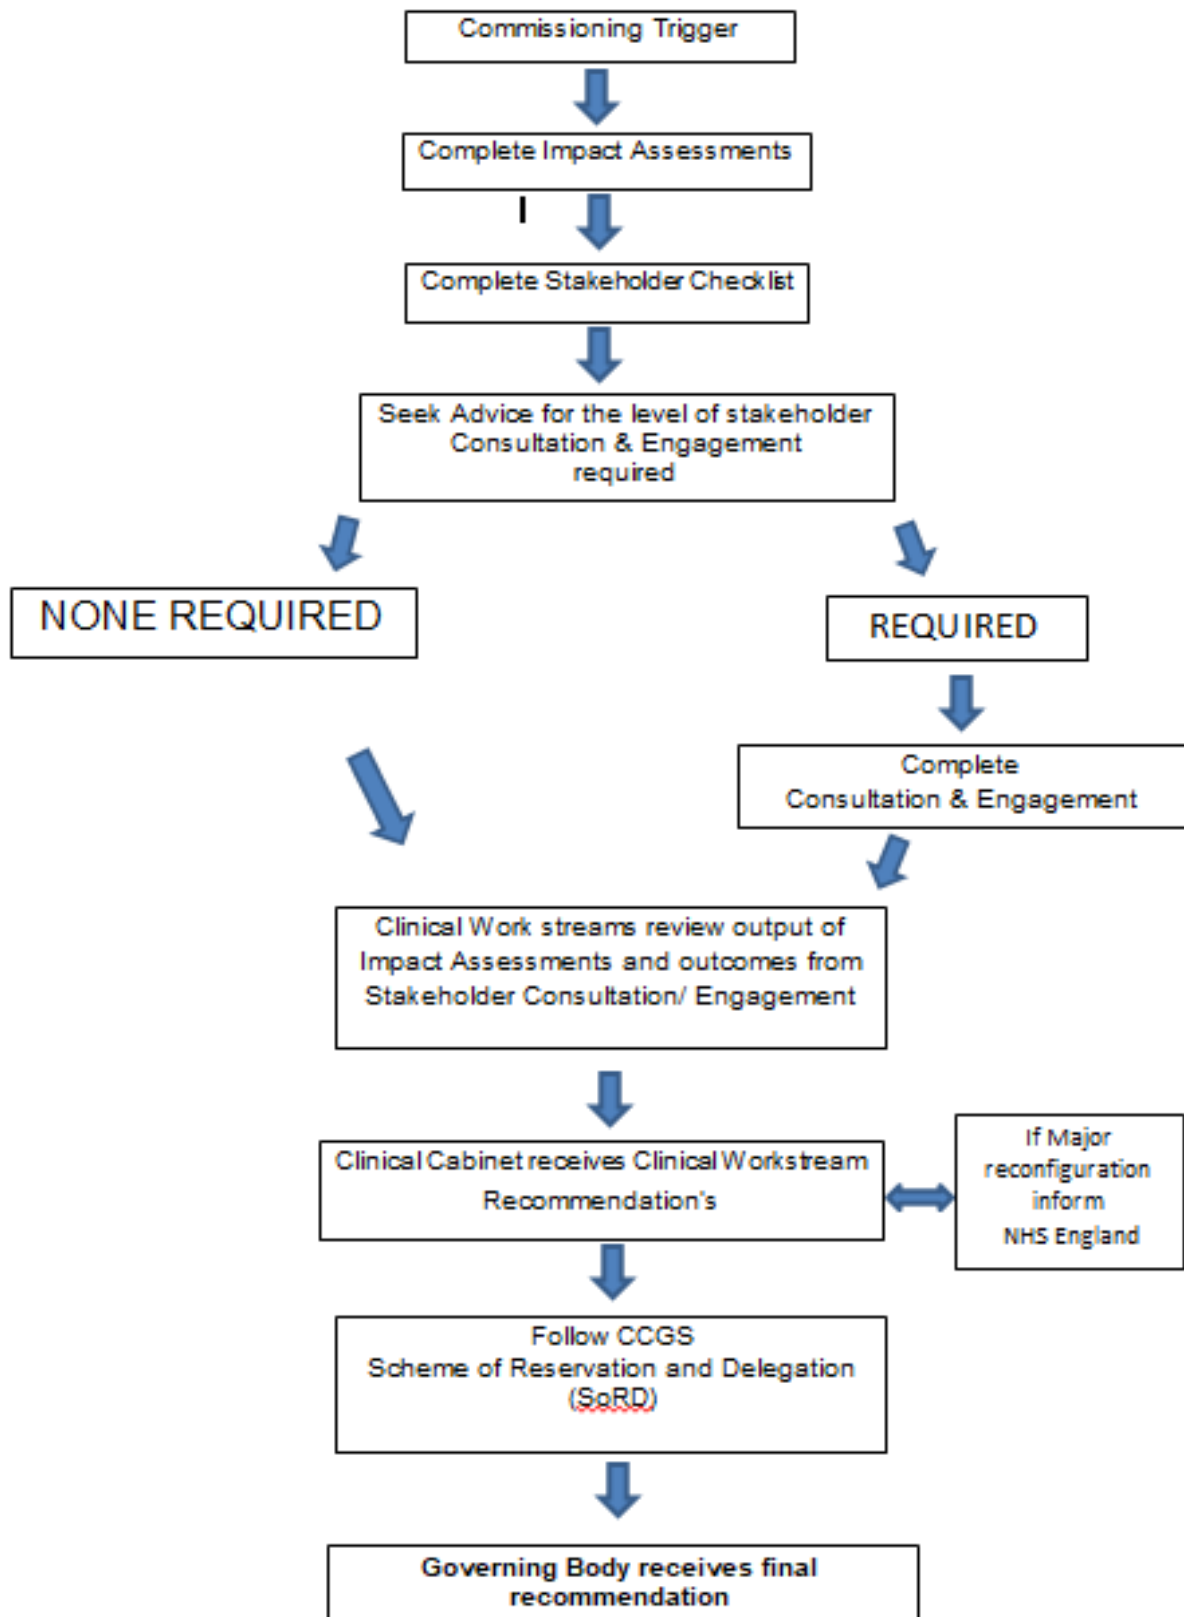 Commissioning Trigger
Complete Impact Assessments
Complete Stakeholder Checklist
Seek Advice for the level of stakeholder
Consultation & Engagement
required
NONE REQUIRED
REQUIRED
Complete
Consultation & Engagement
Clinical Work streams review output of
Impact Assessments and outcomes from
Stakeholder Consultation/ Engagement
Clinical Cabinet receives Clinical Workstream
Recommendation's
If Major
reconfiguration
inform
NHS England
Follow CCGS
Scheme of Reservation and Delegation
(SoRD)
Governing Body receives final
recommendation